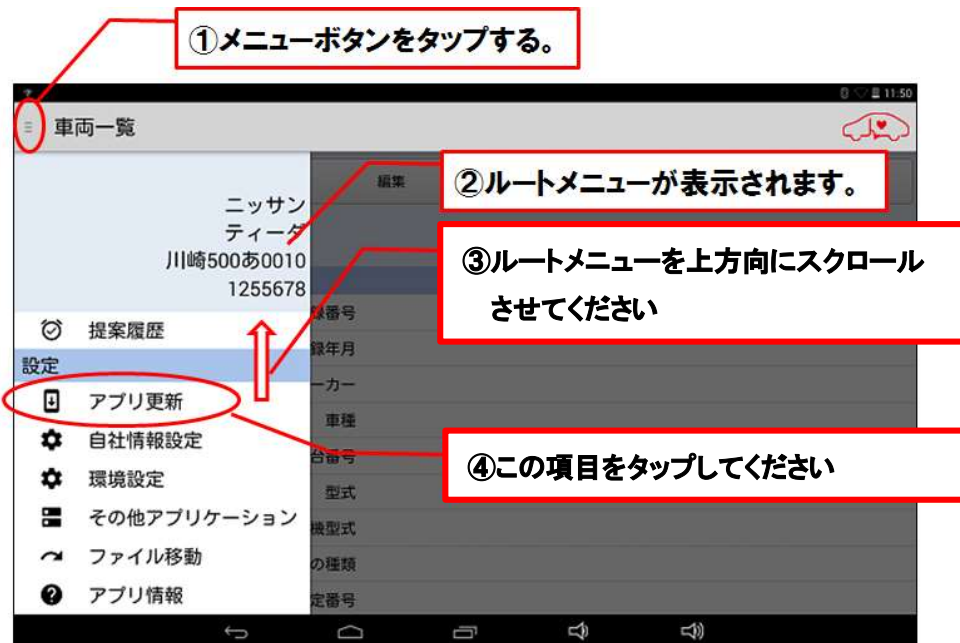 ①メニューボタンをタップする。
11:50
車両一覧
編集
②ルートメニューが表示されます。
ニッサン
ティーダ
川崎500あ0010
1255678
③ルートメニューを上方向にスクロール
させてください
提案履歴
設定
アプリ更新
自社情報設定
環境設定
その他アプリケーション
ファイル移動
アプリ情報
録番号
録年月
ーカー
車種
台番号
④この項目をタップしてください
型式
機型式
の種類
定番号